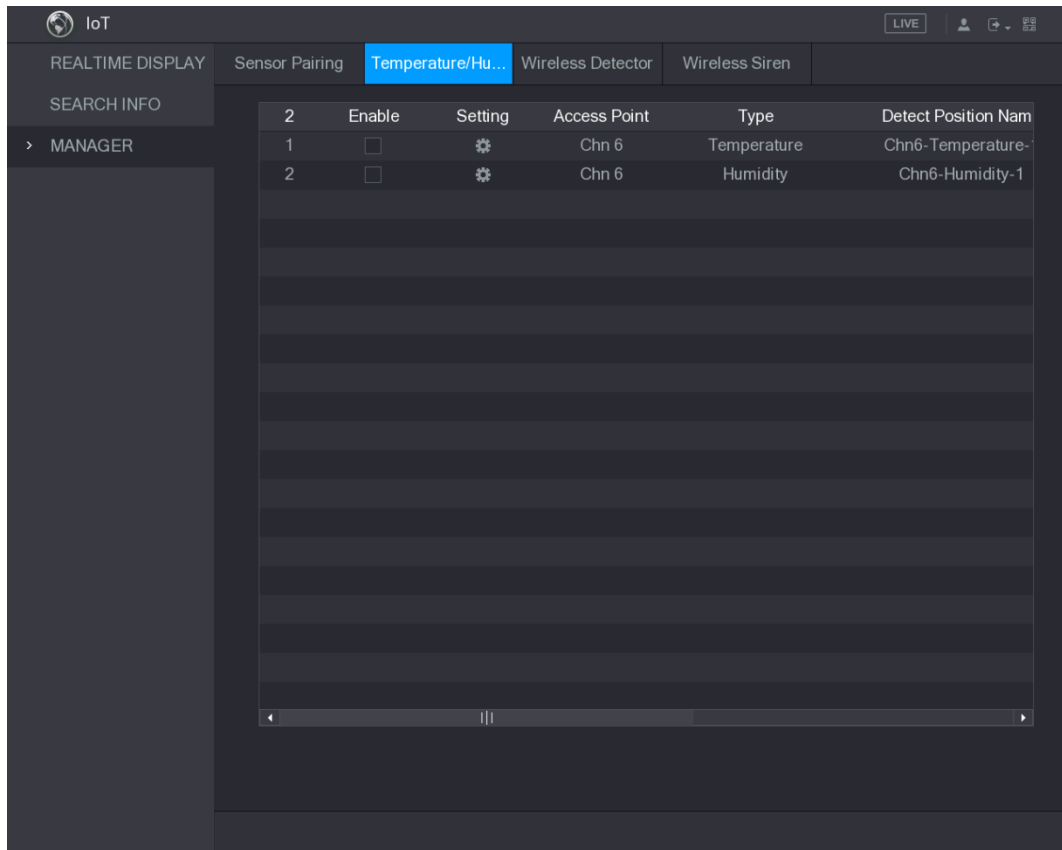 IoT
LIVE
REALTIME DISPLAY
SEARCH INFO
MANAGER
Sensor Pairing Temperature/Hu... Wireless Detector Wireless Siren
2 Enable Setting Access Point Type Detect Position Nam
1 Chn 6 Temperature Chn6-Temperature-1
2 Chn 6 Humidity Chn6-Humidity-1